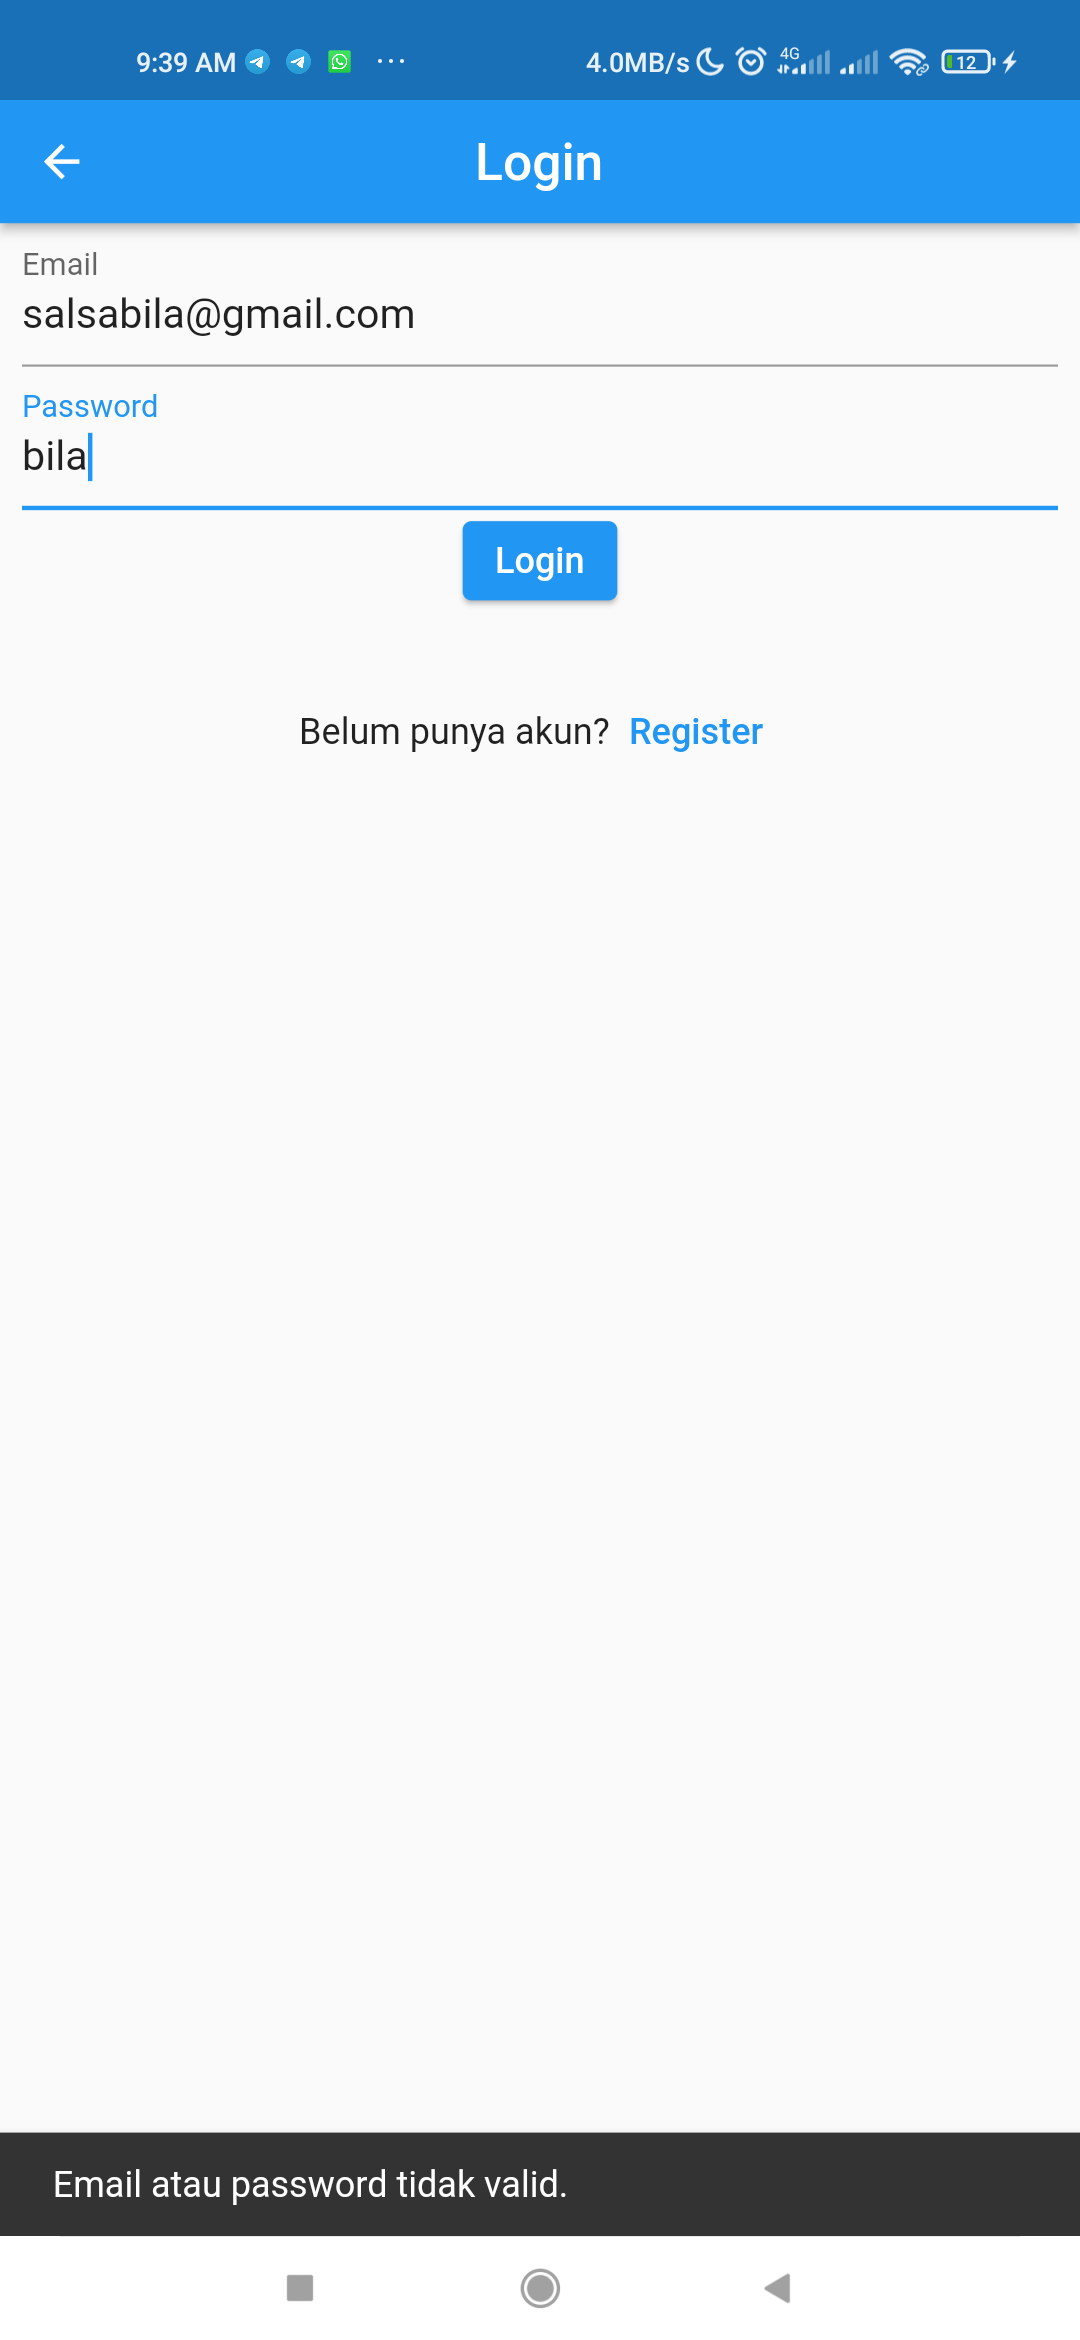 9:39 AM ... 4.0MB/s 4G 12
Login
Email
salsabila@gmail.com
Password
bila
Login
Belum punya akun? Register
Email atau password tidak valid.